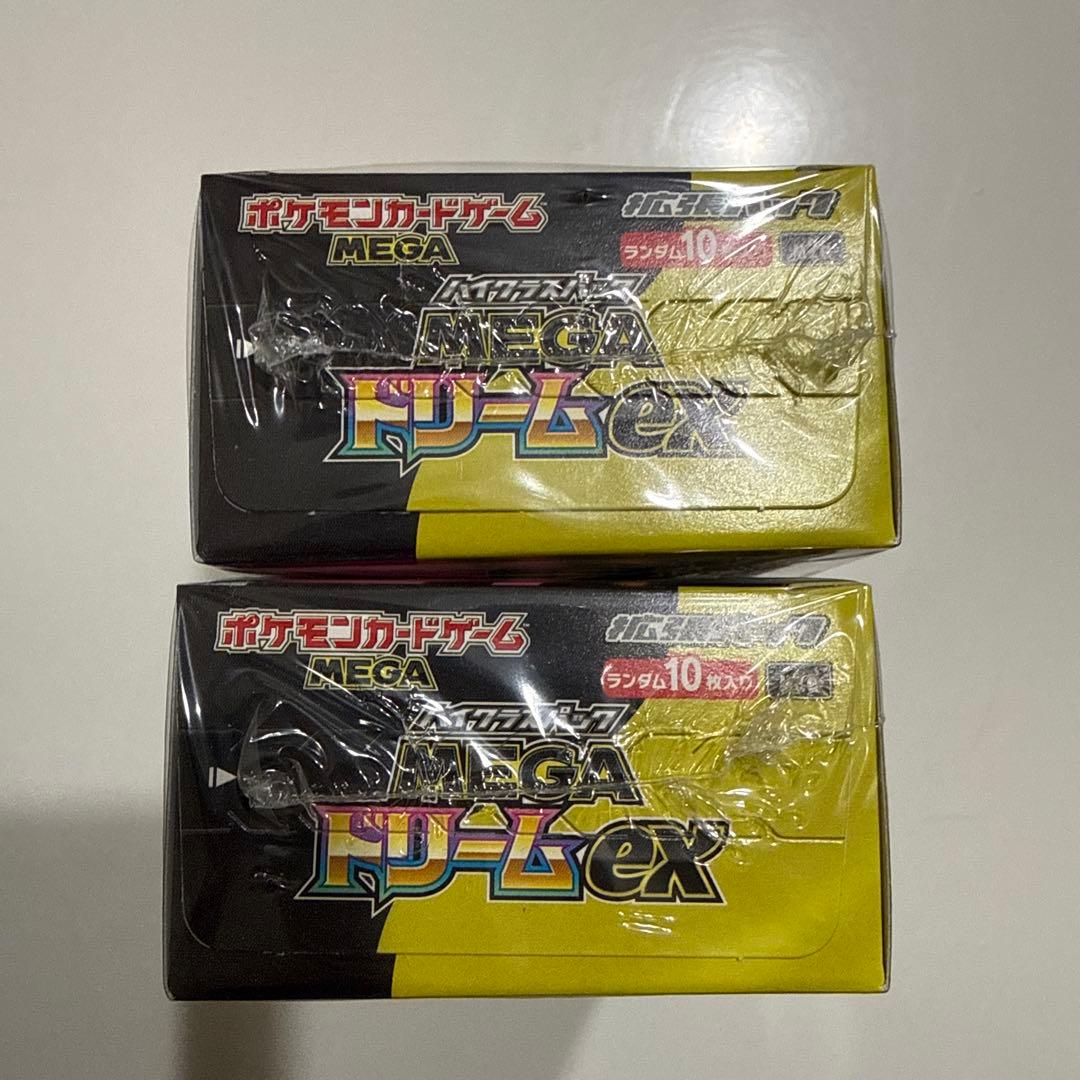 ポケモンカードゲーム
MEGA
拡張パック
ランダム10
ハイクラスパック
MEGA
ドリームex
ポケモンカードゲーム
MEGA
拡張パック
ランダム10枚入り
ハイクラスパック
MEGA
ドリームex